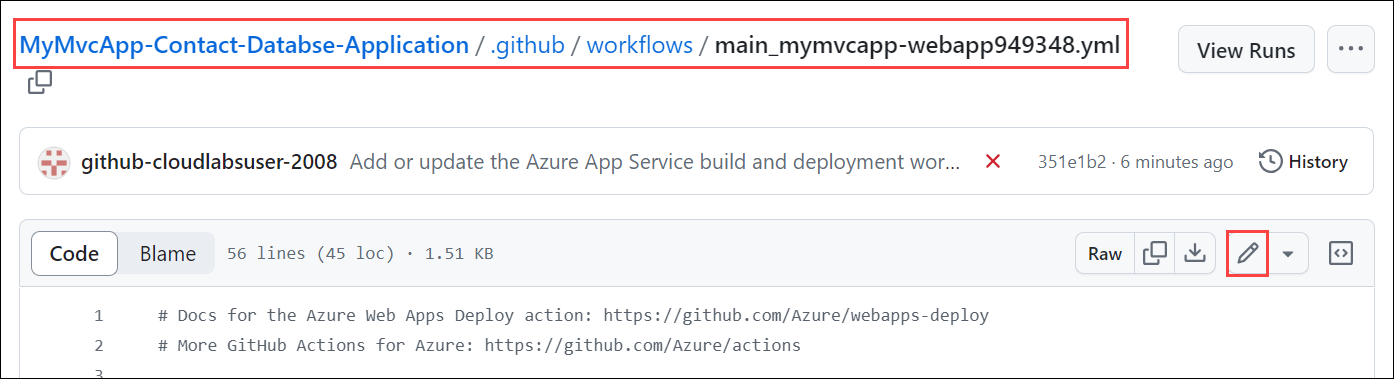 MyMvcApp-Contact-Databse-Application / .github / workflows / main_mymvcapp-webapp949348.yml
View Runs
github-cloudlabsuser-2008 Add or update the Azure App Service build and deployment wor... 351e1b2 · 6 minutes ago History
Code Blame 56 lines (45 loc) · 1.51 KB Raw
1 # Docs for the Azure Web Apps Deploy action: https://github.com/Azure/webapps-deploy
2 # More GitHub Actions for Azure: https://github.com/Azure/actions
3